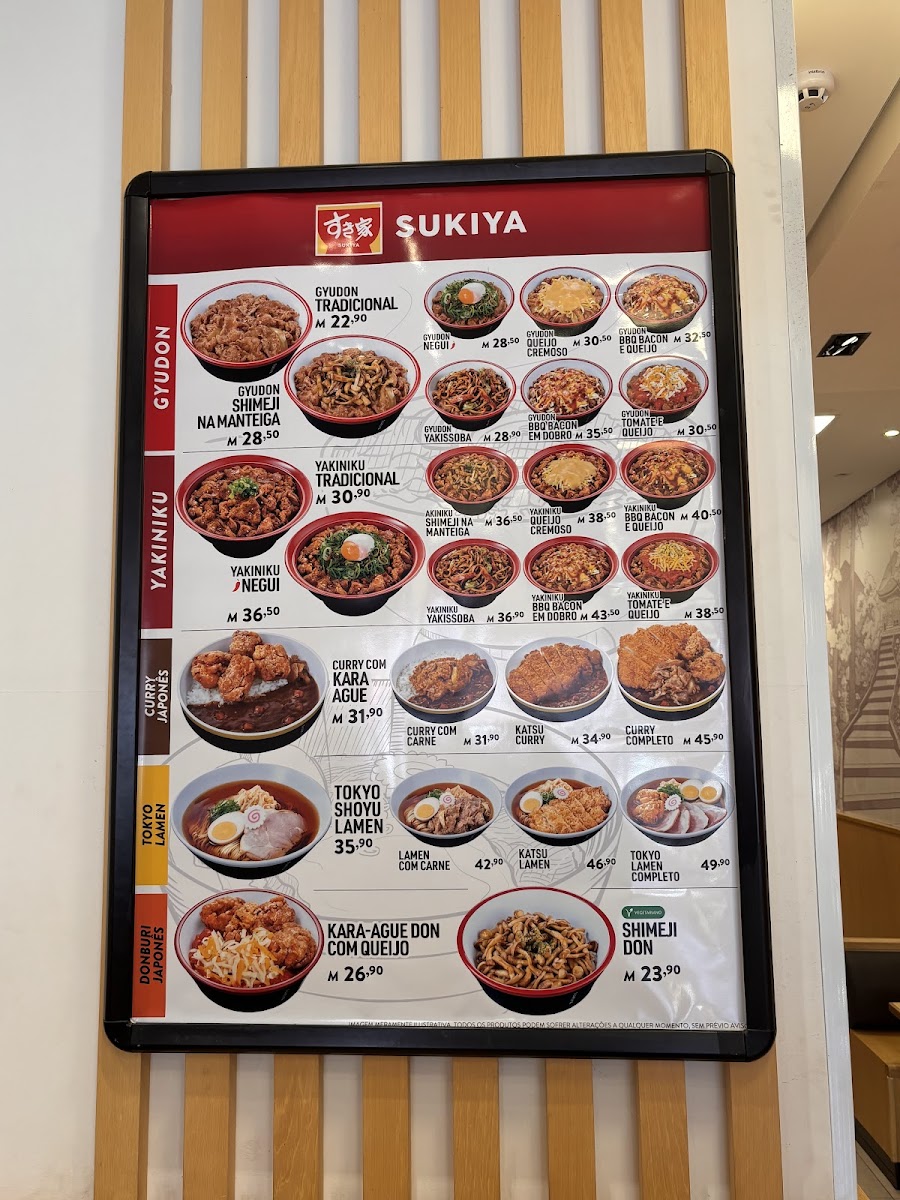 すき家
SUKIYA
SUKIYA
GYUDON
GYUDON
TRADICIONAL
M 22,90
GYUDON
SHIMEJI
NA MANTEIGA
M 28,50
GYUDON
NEGUI
M 28,50
GYUDON
QUEIJO
CREMOSO
M 30,50
GYUDON
BBQ BACON
E QUEIJO
M 32,50
GYUDON
YAKISSOBA
M 28,90
GYUDON
BBQ BACON
EM DOBRO
M 35,50
GYUDON
TOMATE E
QUEIJO
M 30,50
YAKINIKU
YAKINIKU
TRADICIONAL
M 30,90
YAKINIKU
NEGUI
M 36,50
AKINIKU
SHIMEJI NA
MANTEIGA
M 36,50
YAKINIKU
QUEIJO
CREMOSO
M 38,50
YAKINIKU
BBQ BACON
E QUEIJO
M 40,50
YAKINIKU
YAKISSOBA
M 36,90
YAKINIKU
BBQ BACON
EM DOBRO
M 43,50
YAKINIKU
TOMATE E
QUEIJO
M 38,50
CURRY
JAPONÊS
CURRY COM
KARA
AGUE
M 31,90
CURRY COM
CARNE
M 31,90
KATSU
CURRY
M 34,90
CURRY
COMPLETO
M 45,90
TOKYO
LAMEN
TOKYO
SHOYU
LAMEN
35,90
LAMEN
COM CARNE
42,90
KATSU
LAMEN
46,90
TOKYO
LAMEN
COMPLETO
49,90
DONBURI
JAPONÊS
KARA-AGUE DON
COM QUEIJO
M 26,90
VEGETARIANO
SHIMEJI
DON
M 23,90
IMAGEM MERAMENTE ILUSTRATIVA. TODOS OS PRODUTOS PODEM SOFRER ALTERAÇÕES A QUALQUER MOMENTO, SEM PRÉVIO AVIS